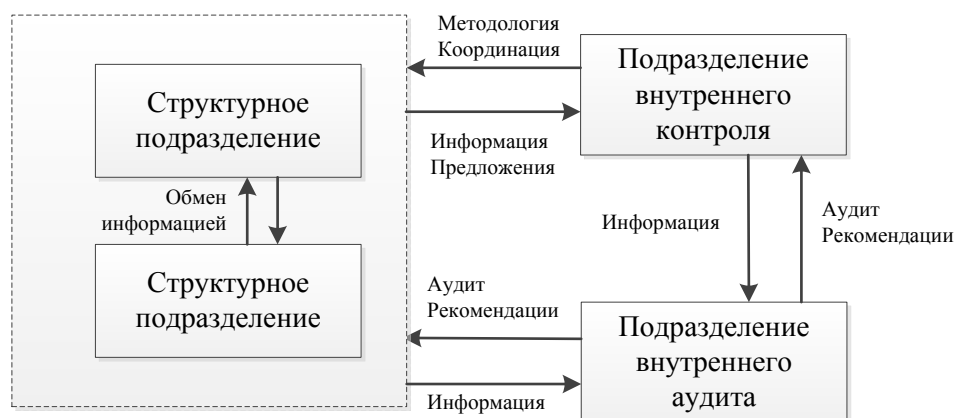 Методология
Координация
Подразделение
внутреннего
контроля
Структурное
подразделение
Информация
Предложения
Обмен
информацией
Информация
Аудит
Рекомендации
Структурное
подразделение
Аудит
Рекомендации
Подразделение
внутреннего
аудита
Информация